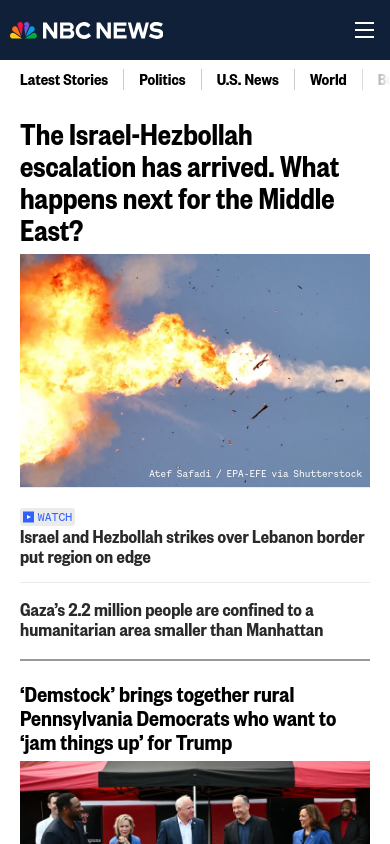 NBC NEWS
Latest Stories
Politics
U.S. News
World
The Israel-Hezbollah
escalation has arrived. What
happens next for the Middle
East?
Atef Safadi / EPA-EFE via Shutterstock
WATCH
Israel and Hezbollah strikes over Lebanon border
put region on edge
Gaza’s 2.2 million people are confined to a
humanitarian area smaller than Manhattan
‘Demstock’ brings together rural
Pennsylvania Democrats who want to
‘jam things up’ for Trump